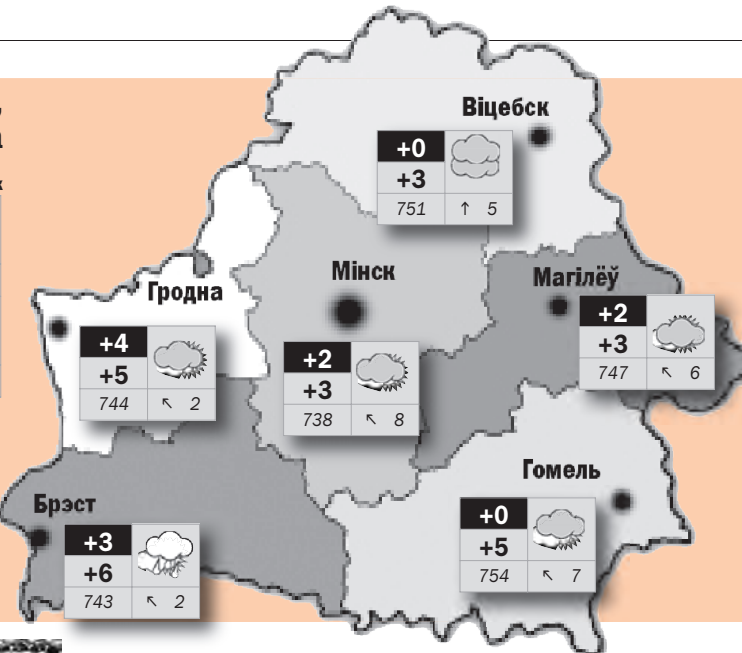 Віцебск
+0
+3
751 ↑ 5
Мінск
+2
+3
738 ↖ 8
Магілёў
+2
+3
747 ↖ 6
Гродна
+4
+5
744 ↖ 2
Гомель
+0
+5
754 ↖ 7
Брэст
+3
+6
743 ↖ 2